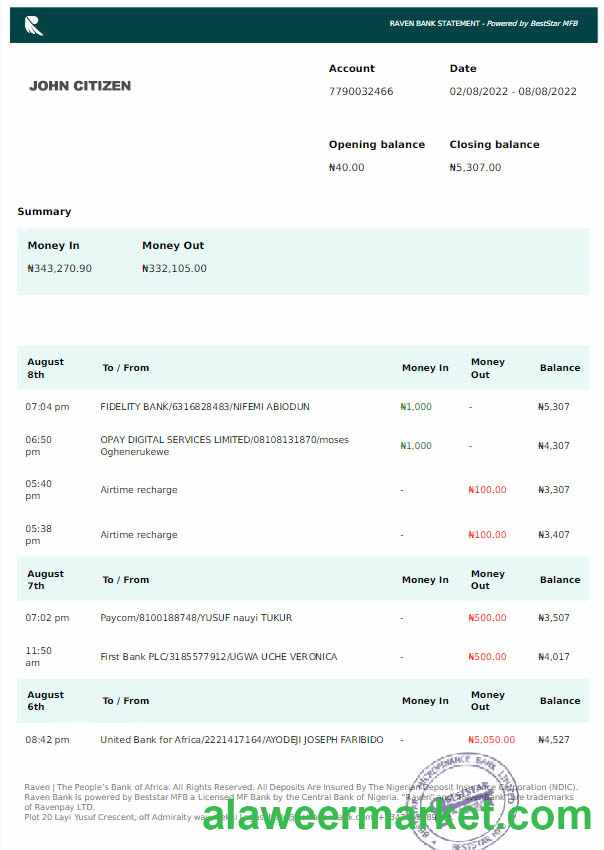 RAVEN BANK STATEMENT - Powered by BestStar MFB
JOHN CITIZEN
Account
Date
7790032466
02/08/2022 - 08/08/2022
Opening balance
Closing balance
₦40.00
₦5,307.00
Summary
Money In
Money Out
₦343,270.90
₦332,105.00
August 8th To / From Money In Money Out Balance
07:04 pm FIDELITY BANK/6316828483/NIFEMI ABIODUN ₦1,000 - ₦5,307
06:50 pm OPAY DIGITAL SERVICES LIMITED/08108131870/moses
Oghenerukewe ₦1,000 - ₦4,307
05:40 pm Airtime recharge - ₦100.00 ₦3,307
05:38 pm Airtime recharge - ₦100.00 ₦3,407
August 7th To / From Money In Money Out Balance
07:02 pm Paycom/8100188748/YUSUF nauyi TUKUR - ₦500.00 ₦3,507
11:50 am First Bank PLC/3185577912/UGWA UCHE VERONICA - ₦500.00 ₦4,017
August 6th To / From Money In Money Out Balance
08:42 pm United Bank for Africa/2221417164/AYODEJI JOSEPH FARIBIDO - ₦5,050.00 ₦4,527
Raven | The People's Bank of Africa. All Rights Reserved. All Deposits Are Insured By The Nigerian Deposit Insurance Corporation (NDIC).
Raven Bank is powered by Beststar MFB a Licensed MF Bank by the Central Bank of Nigeria. "Raven" and are trademarks
of Ravenpay LTD.
Plot 20 Layi Yusuf Crescent, off Admiralty way,
alaweermarket.com